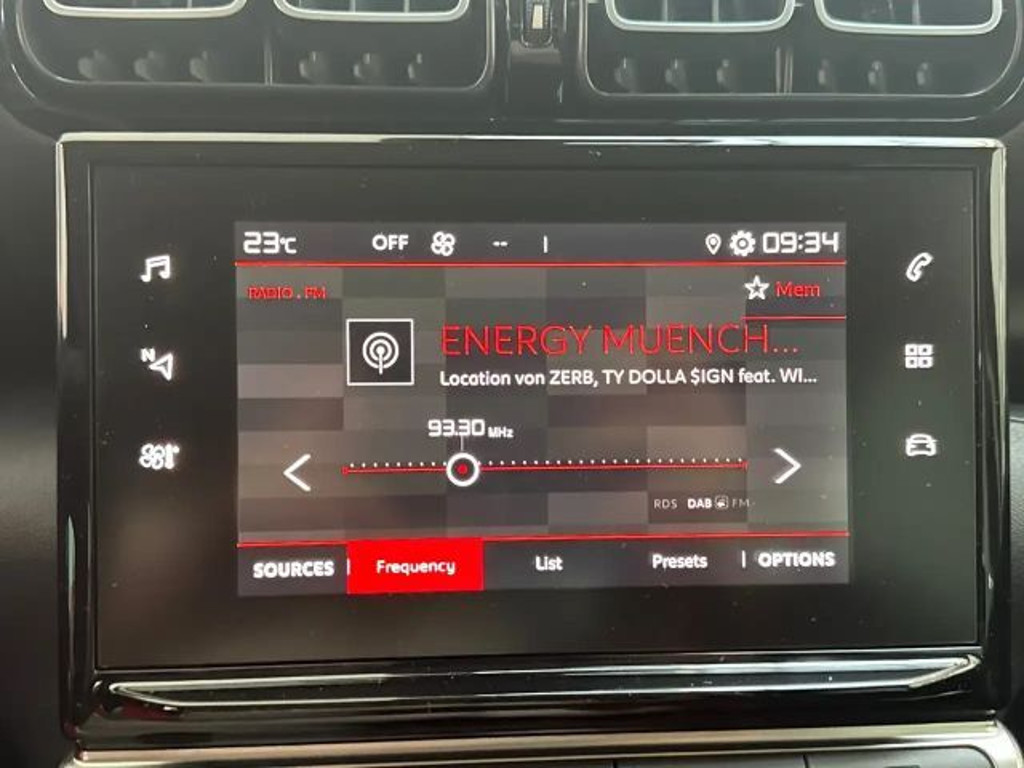 23°C OFF -- | 09:34
RADIO . FM
Mem
ENERGY MUENCH...
Location von ZERB, TY DOLLA $IGN feat. WI...
93.30 MHz
RDS DAB FM
SOURCES | Frequency List Presets | OPTIONS
N